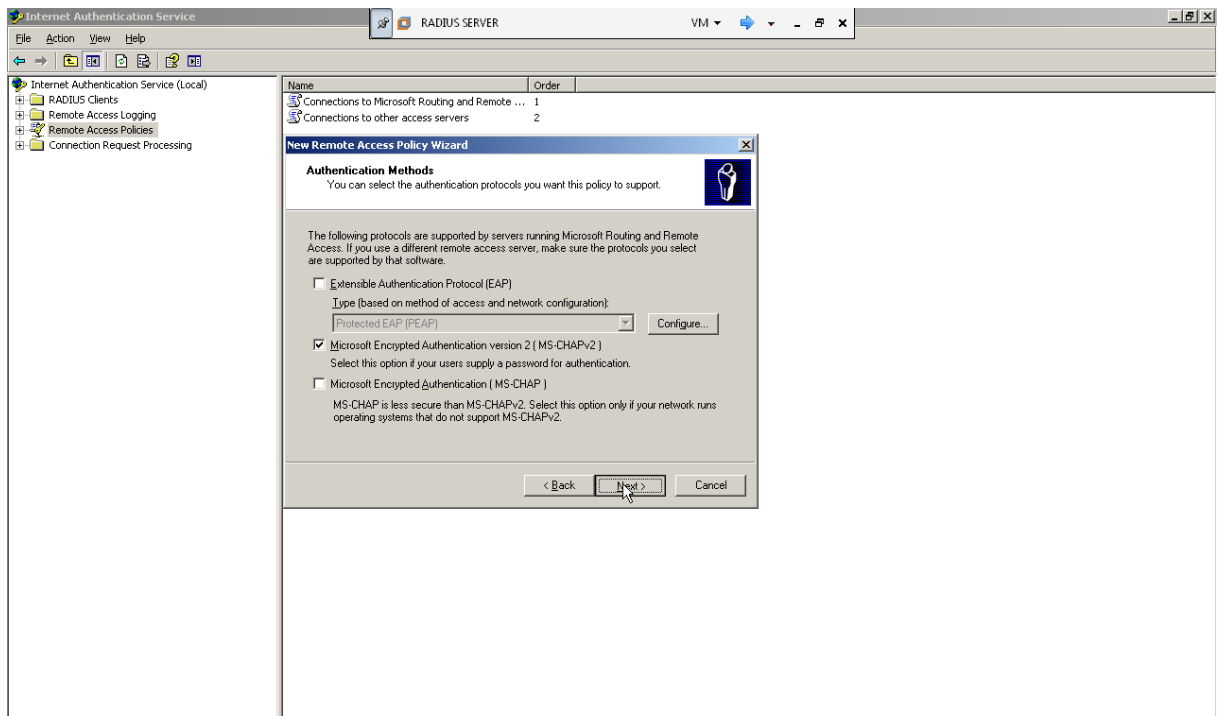 Internet Authentication Service
RADIUS SERVER
VM
File Action View Help
Internet Authentication Service (Local)
RADIUS Clients
Remote Access Logging
Remote Access Policies
Connection Request Processing
Name Order
Connections to Microsoft Routing and Remote ... 1
Connections to other access servers 2
New Remote Access Policy Wizard
Authentication Methods
You can select the authentication protocols you want this policy to support.
The following protocols are supported by servers running Microsoft Routing and Remote
Access. If you use a different remote access server, make sure the protocols you select
are supported by that software.
Extensible Authentication Protocol (EAP)
Type (based on method of access and network configuration):
Protected EAP (PEAP) Configure...
Microsoft Encrypted Authentication version 2 ( MS-CHAPv2 )
Select this option if your users supply a password for authentication.
Microsoft Encrypted Authentication ( MS-CHAP )
MS-CHAP is less secure than MS-CHAPv2. Select this option only if your network runs
operating systems that do not support MS-CHAPv2.
< Back Next > Cancel